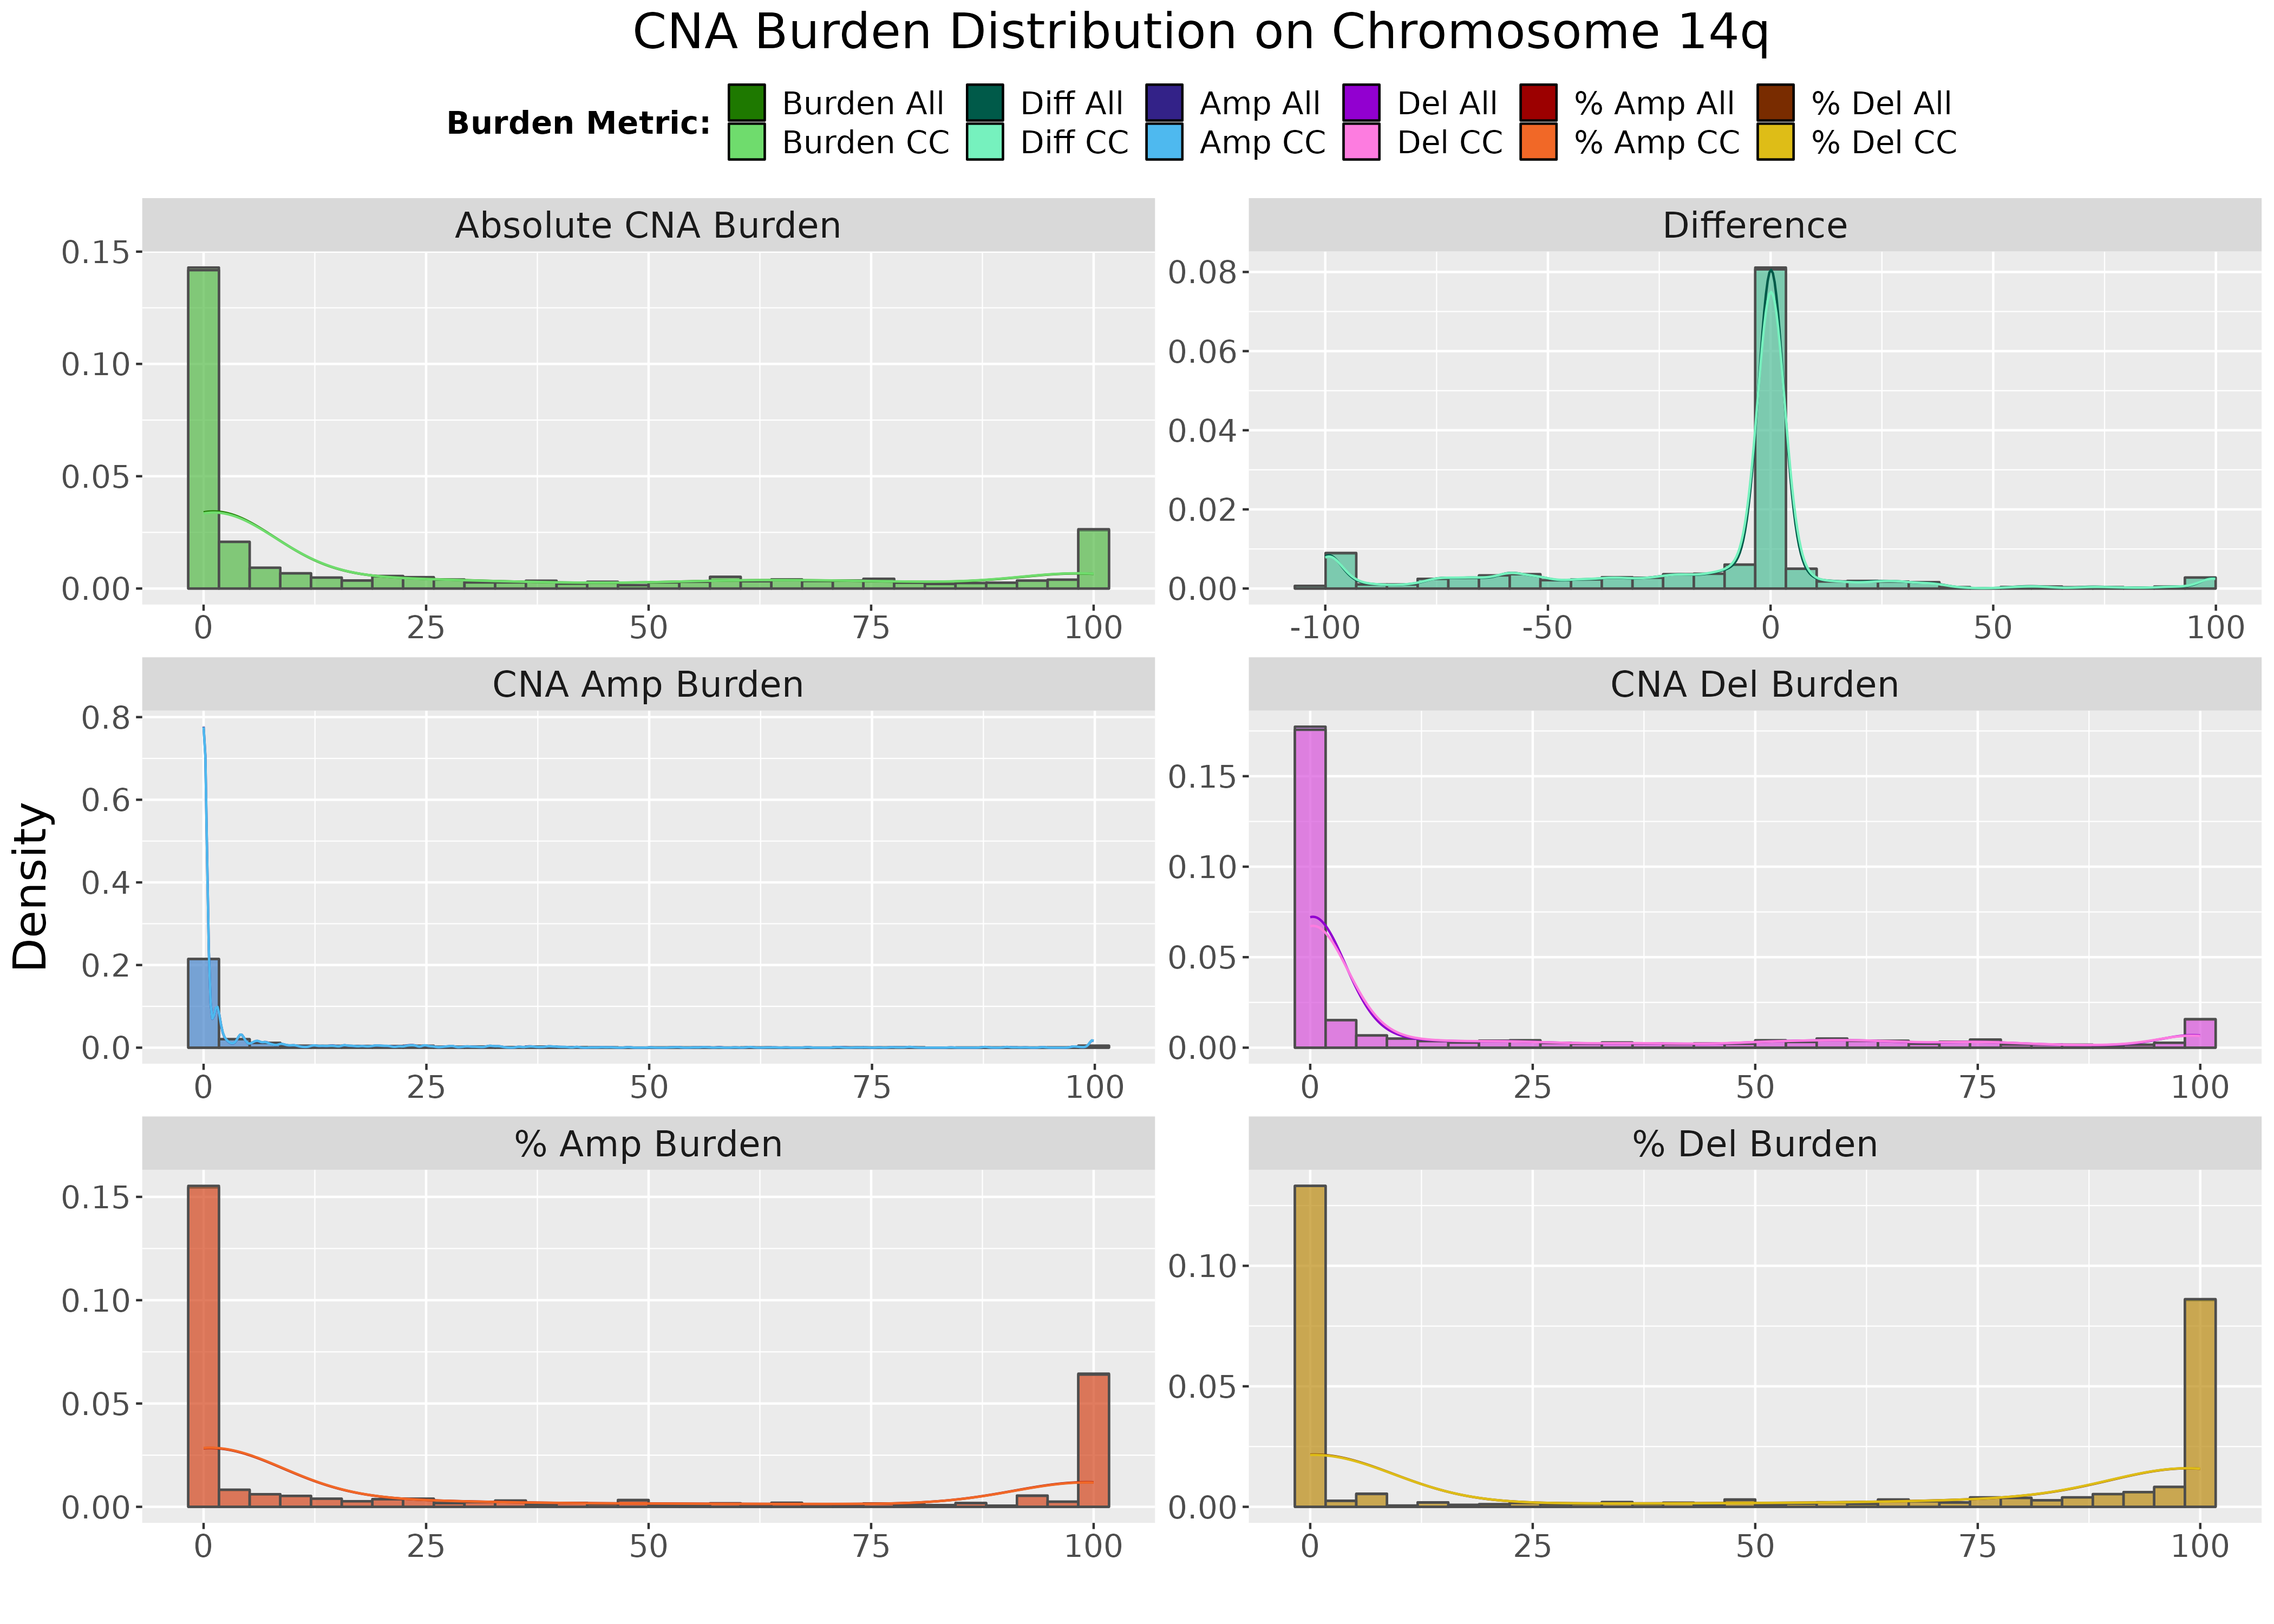 CNA Burden Distribution on Chromosome 14q
Burden Metric:
Burden All Diff All Amp All Del All % Amp All % Del All
Burden CC Diff CC Amp CC Del CC % Amp CC % Del CC
Absolute CNA Burden
0.15
0.10
0.05
0.00
0 25 50 75 100
Difference
0.08
0.06
0.04
0.02
0.00
-100 -50 0 50 100
Density
CNA Amp Burden
0.8
0.6
0.4
0.2
0.0
0 25 50 75 100
CNA Del Burden
0.15
0.10
0.05
0.00
0 25 50 75 100
% Amp Burden
0.15
0.10
0.05
0.00
0 25 50 75 100
% Del Burden
0.10
0.05
0.00
0 25 50 75 100